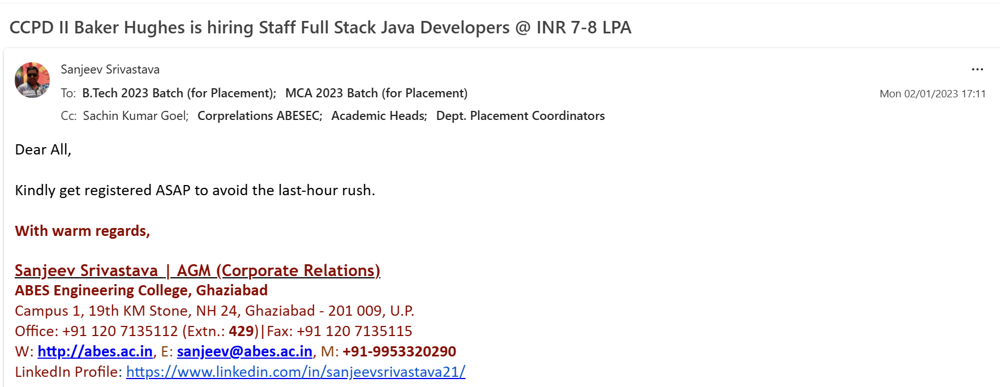 CCPD II Baker Hughes is hiring Staff Full Stack Java Developers @ INR 7-8 LPA
Sanjeev Srivastava
...
To: B.Tech 2023 Batch (for Placement); MCA 2023 Batch (for Placement)
Mon 02/01/2023 17:11
Cc: Sachin Kumar Goel; Corprelations ABESEC; Academic Heads; Dept. Placement Coordinators
Dear All,
Kindly get registered ASAP to avoid the last-hour rush.
With warm regards,
Sanjeev Srivastava | AGM (Corporate Relations)
ABES Engineering College, Ghaziabad
Campus 1, 19th KM Stone, NH 24, Ghaziabad - 201 009, U.P.
Office: +91 120 7135112 (Extn.: 429)|Fax: +91 120 7135115
W: http://abes.ac.in, E: sanjeev@abes.ac.in, M: +91-9953320290
LinkedIn Profile: https://www.linkedin.com/in/sanjeevsrivastava21/